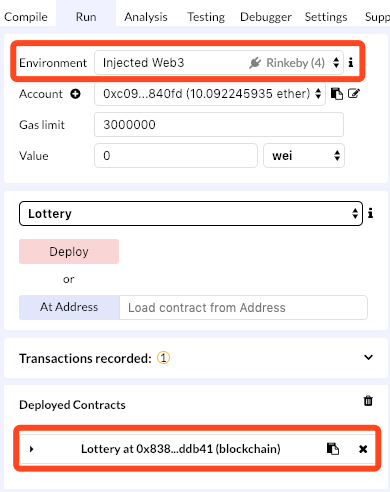 Compile Run Analysis Testing Debugger Settings Supp
Environment Injected Web3 Rinkeby (4) i
Account 0xc09...840fd (10.092245935 ether)
Gas limit 3000000
Value 0 wei
Lottery i
Deploy
or
At Address Load contract from Address
Transactions recorded: 1
Deployed Contracts
Lottery at 0x838...ddb41 (blockchain)